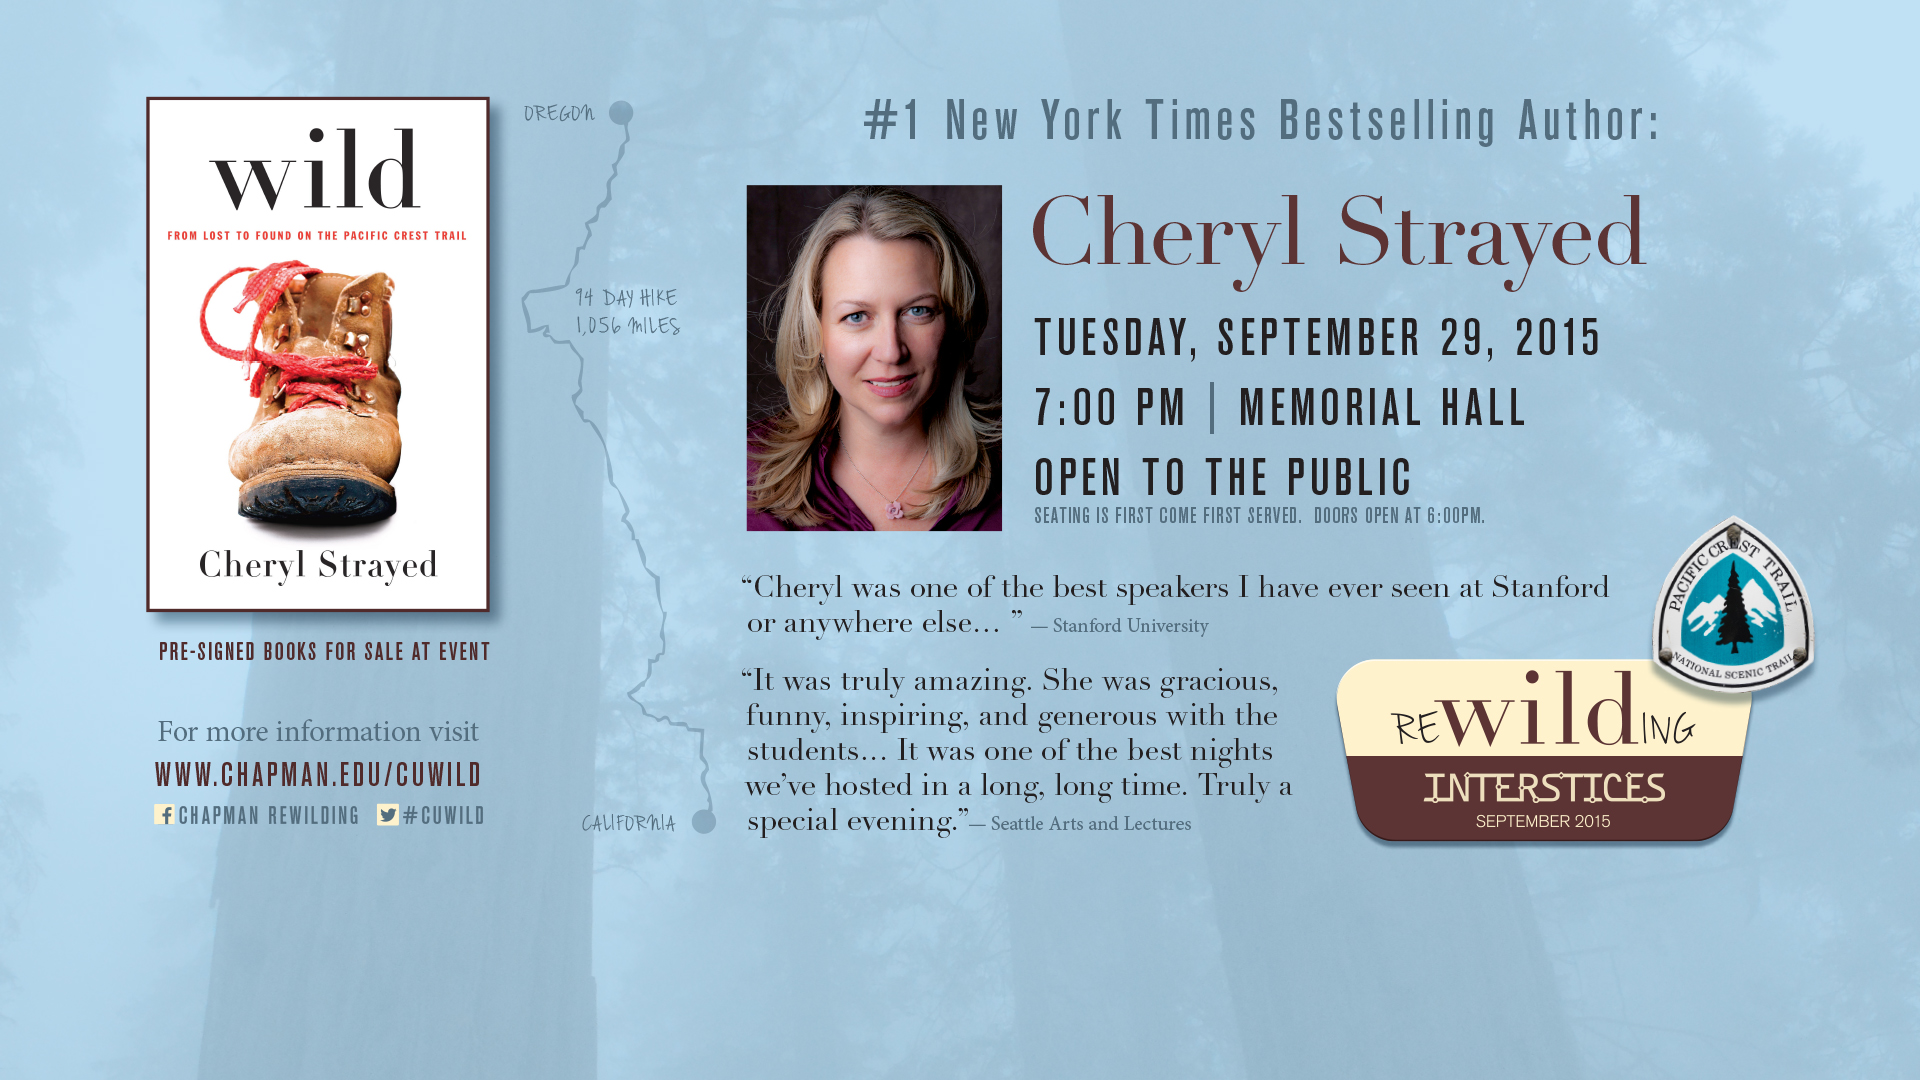 wild
FROM LOST TO FOUND ON THE PACIFIC CREST TRAIL
Cheryl Strayed
PRE-SIGNED BOOKS FOR SALE AT EVENT
For more information visit
WWW.CHAPMAN.EDU/CUWILD
CHAPMAN REWILDING #CUWILD
OREGON
94 DAY HIKE
1,056 MILES
CALIFORNIA
#1 New York Times Bestselling Author:
Cheryl Strayed
TUESDAY, SEPTEMBER 29, 2015
7:00 PM | MEMORIAL HALL
OPEN TO THE PUBLIC
SEATING IS FIRST COME FIRST SERVED. DOORS OPEN AT 6:00PM.
“Cheryl was one of the best speakers I have ever seen at Stanford
or anywhere else… ” — Stanford University
“It was truly amazing. She was gracious,
funny, inspiring, and generous with the
students… It was one of the best nights
we’ve hosted in a long, long time. Truly a
special evening.”— Seattle Arts and Lectures
PACIFIC CREST TRAIL
NATIONAL SCENIC TRAIL
REwildING
INTERSTICES
SEPTEMBER 2015